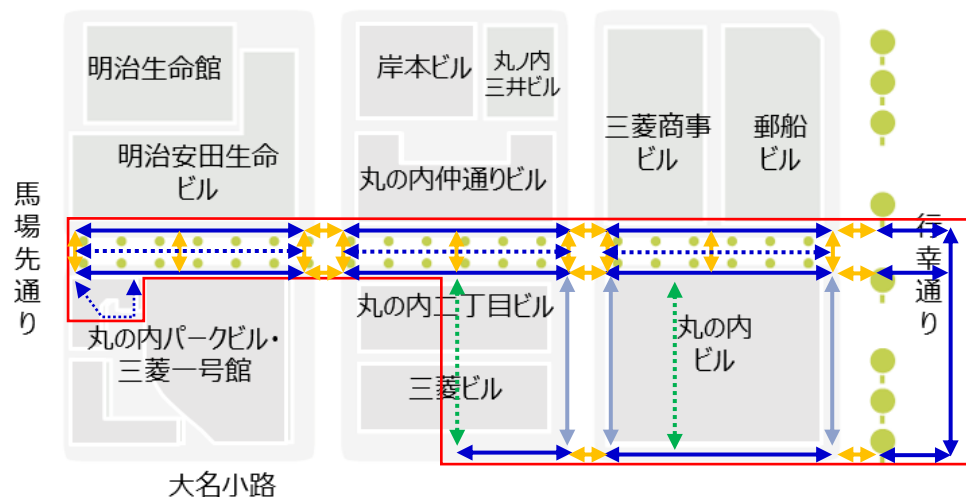 明治生命館
岸本ビル
丸ノ内
三井ビル
三菱商事
ビル
郵船
ビル
明治安田生命
ビル
丸の内仲通りビル
馬場先通り
行幸通り
丸の内二丁目ビル
丸の内
ビル
丸の内パークビル・
三菱一号館
三菱ビル
大名小路